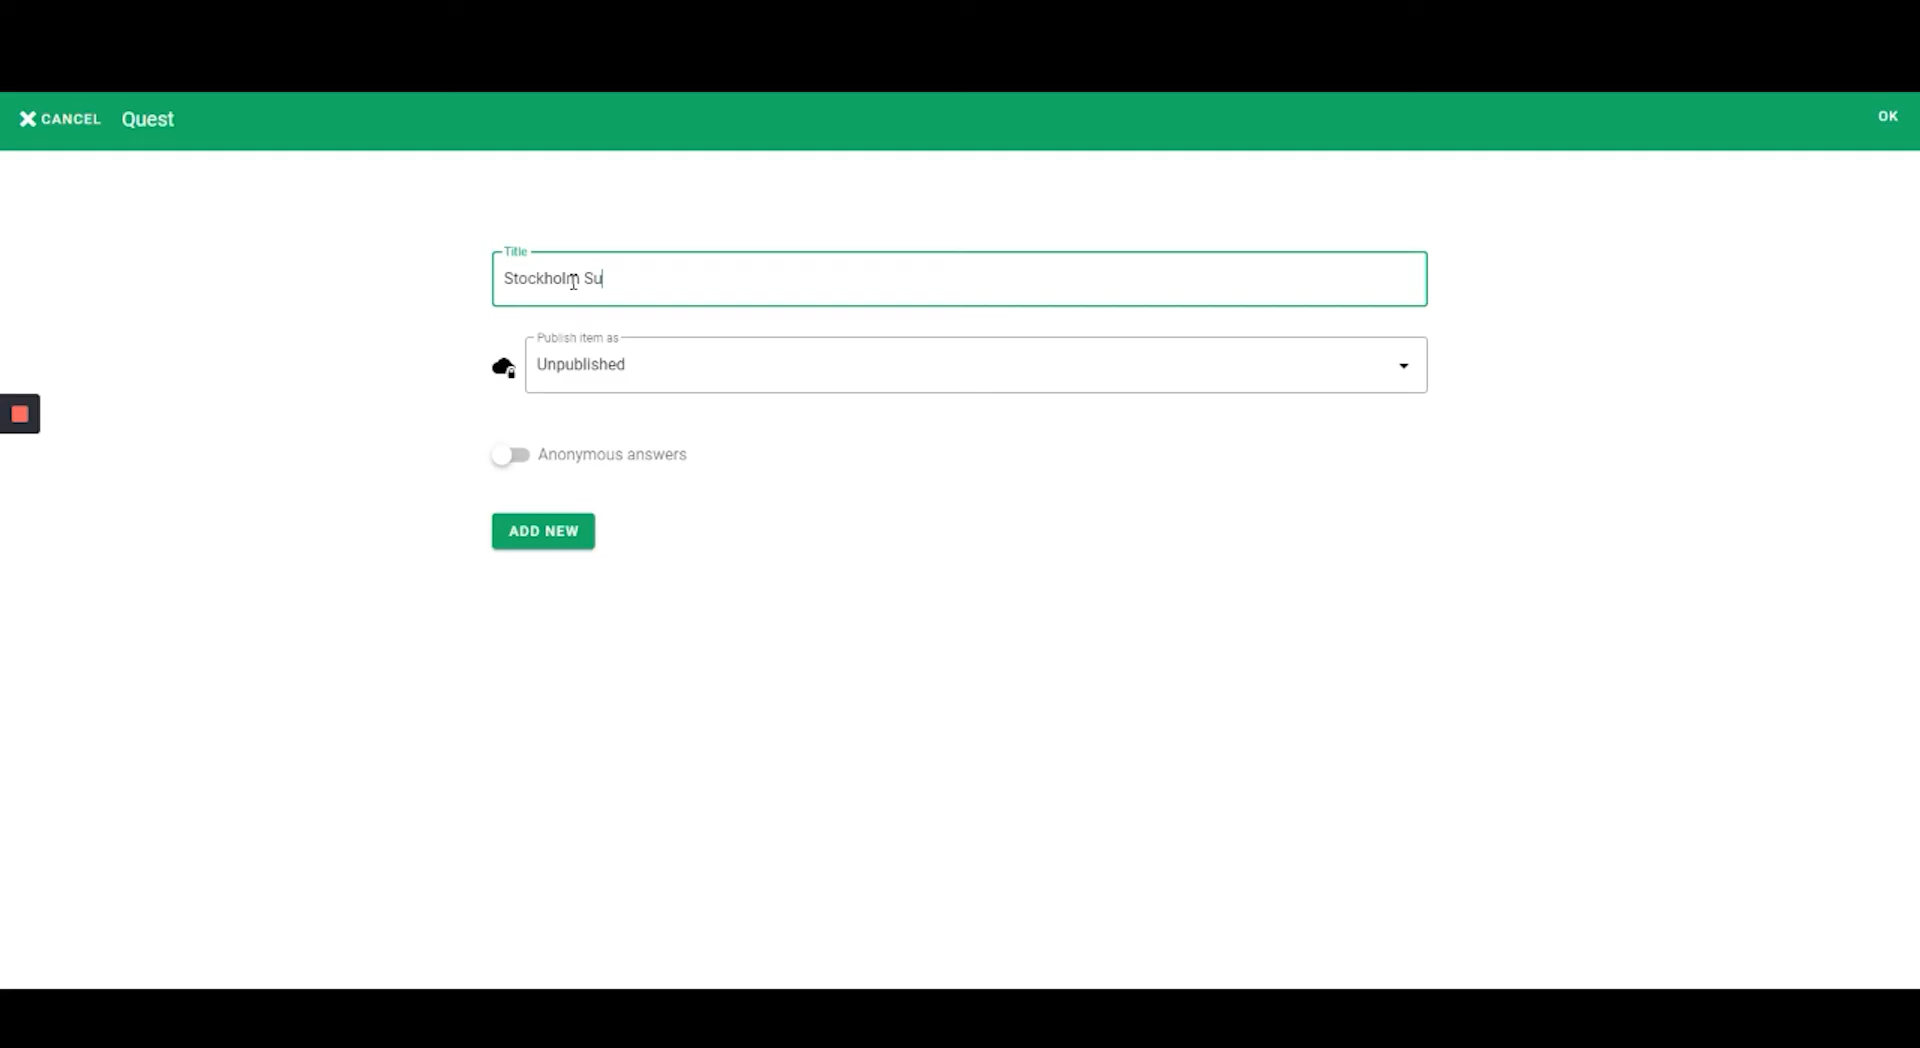 CANCEL Quest OK
Title
Stockholm Su
Publish item as
Unpublished
Anonymous answers
ADD NEW